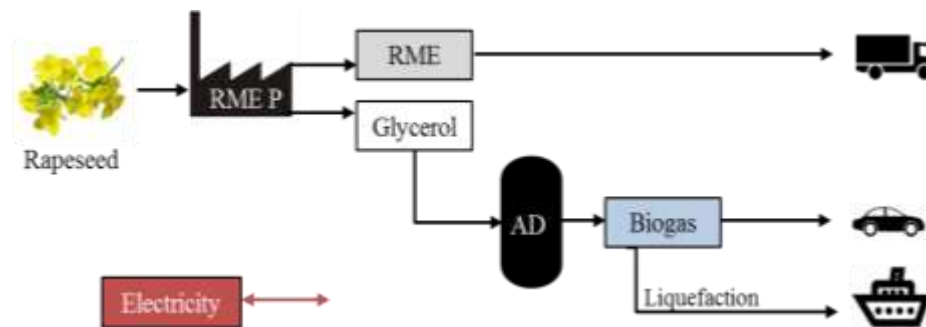 RME
RME P
Glycerol
Rapeseed
AD
Biogas
Electricity
Liquefaction